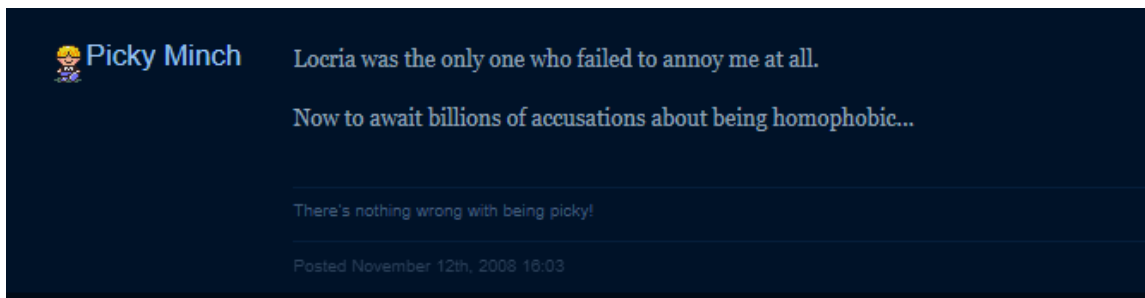 Picky Minch
Locria was the only one who failed to annoy me at all.
Now to await billions of accusations about being homophobic...
There's nothing wrong with being picky!
Posted November 12th, 2008 16:03